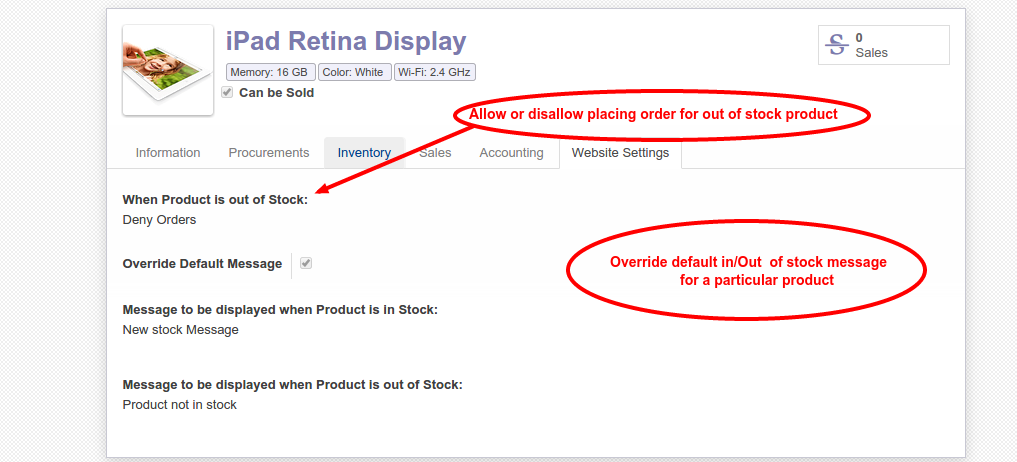 iPad Retina Display
0
Sales
Memory: 16 GB
Color: White
Wi-Fi: 2.4 GHz
Can be Sold
Allow or disallow placing order for out of stock product
Information
Procurements
Inventory
Sales
Accounting
Website Settings
When Product is out of Stock:
Deny Orders
Override Default Message
Override default in/Out  of stock message
for a particular product
Message to be displayed when Product is in Stock:
New stock Message
Message to be displayed when Product is out of Stock:
Product not in stock